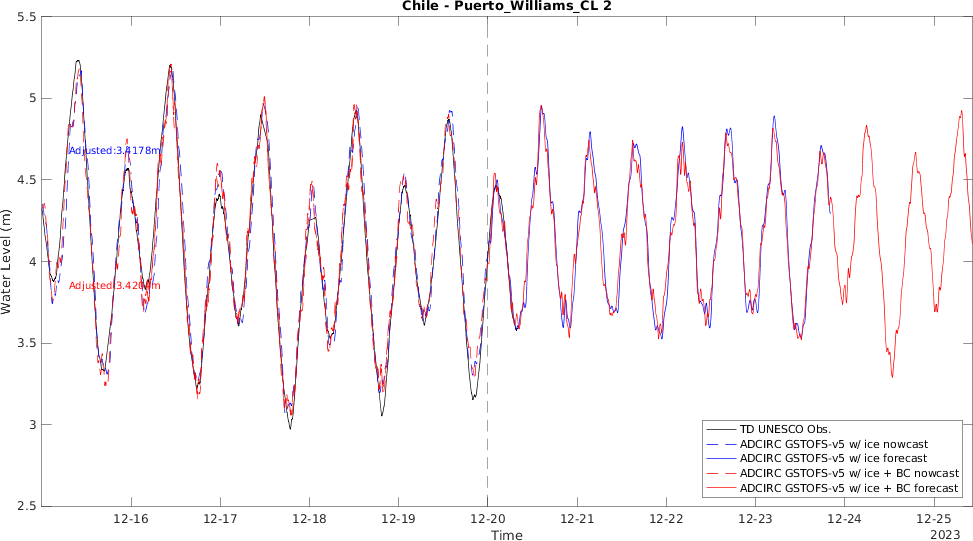 Chile - Puerto_Williams_CL 2
5.5
5
4.5
4
3.5
3
2.5
Water Level (m)
Adjusted:3.4178m
TD UNESCO Obs.
ADCIRC GSTOFS-v5 w/ ice nowcast
ADCIRC GSTOFS-v5 w/ ice forecast
ADCIRC GSTOFS-v5 w/ ice + BC nowcast
ADCIRC GSTOFS-v5 w/ ice + BC forecast
12-16
12-17
12-18
12-19
12-20
12-21
12-22
12-23
12-24
12-25
Time
2023